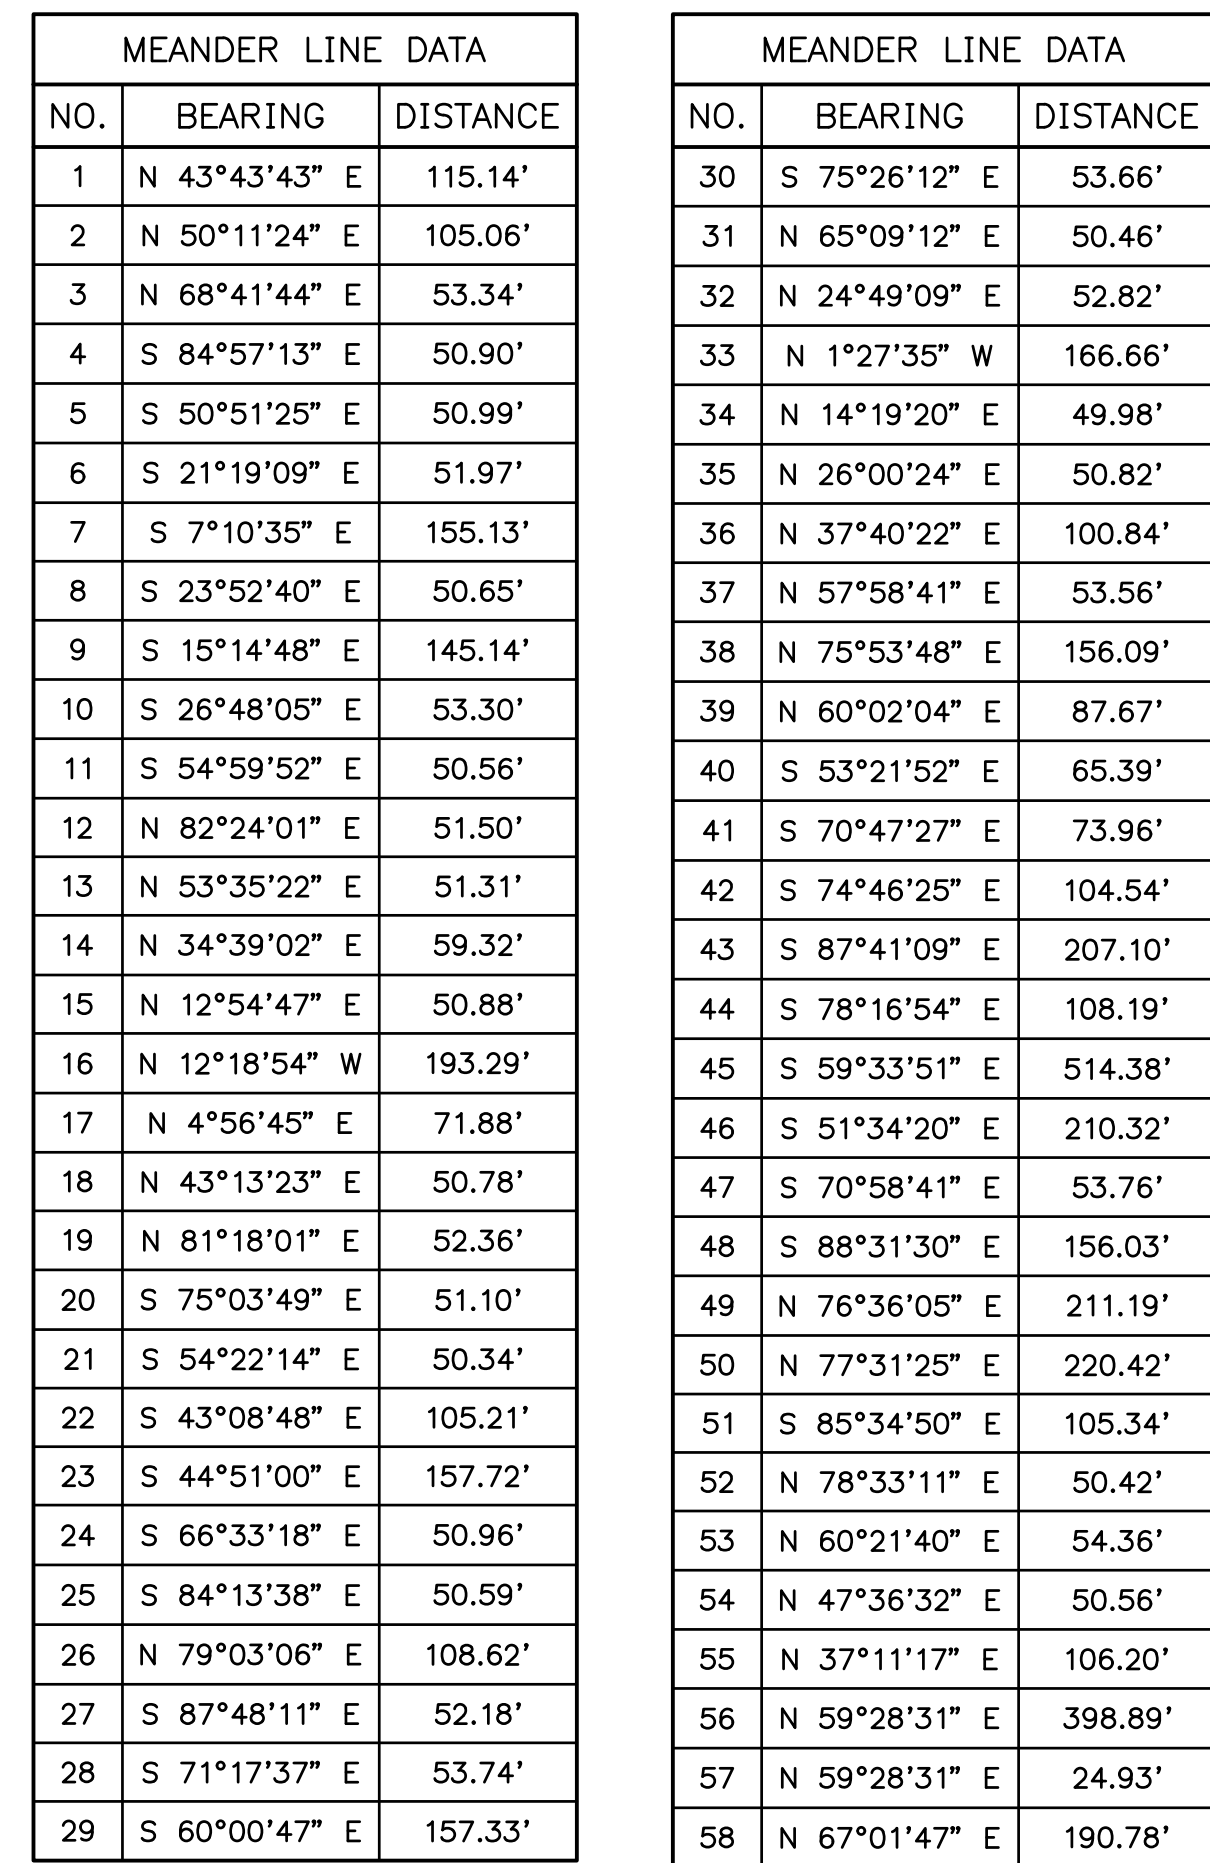 MEANDER LINE DATA
NO. BEARING DISTANCE
1 N 43°43'43" E 115.14'
2 N 50°11'24" E 105.06'
3 N 68°41'44" E 53.34'
4 S 84°57'13" E 50.90'
5 S 50°51'25" E 50.99'
6 S 21°19'09" E 51.97'
7 S 7°10'35" E 155.13'
8 S 23°52'40" E 50.65'
9 S 15°14'48" E 145.14'
10 S 26°48'05" E 53.30'
11 S 54°59'52" E 50.56'
12 N 82°24'01" E 51.50'
13 N 53°35'22" E 51.31'
14 N 34°39'02" E 59.32'
15 N 12°54'47" E 50.88'
16 N 12°18'54" W 193.29'
17 N 4°56'45" E 71.88'
18 N 43°13'23" E 50.78'
19 N 81°18'01" E 52.36'
20 S 75°03'49" E 51.10'
21 S 54°22'14" E 50.34'
22 S 43°08'48" E 105.21'
23 S 44°51'00" E 157.72'
24 S 66°33'18" E 50.96'
25 S 84°13'38" E 50.59'
26 N 79°03'06" E 108.62'
27 S 87°48'11" E 52.18'
28 S 71°17'37" E 53.74'
29 S 60°00'47" E 157.33'
MEANDER LINE DATA
NO. BEARING DISTANCE
30 S 75°26'12" E 53.66'
31 N 65°09'12" E 50.46'
32 N 24°49'09" E 52.82'
33 N 1°27'35" W 166.66'
34 N 14°19'20" E 49.98'
35 N 26°00'24" E 50.82'
36 N 37°40'22" E 100.84'
37 N 57°58'41" E 53.56'
38 N 75°53'48" E 156.09'
39 N 60°02'04" E 87.67'
40 S 53°21'52" E 65.39'
41 S 70°47'27" E 73.96'
42 S 74°46'25" E 104.54'
43 S 87°41'09" E 207.10'
44 S 78°16'54" E 108.19'
45 S 59°33'51" E 514.38'
46 S 51°34'20" E 210.32'
47 S 70°58'41" E 53.76'
48 S 88°31'30" E 156.03'
49 N 76°36'05" E 211.19'
50 N 77°31'25" E 220.42'
51 S 85°34'50" E 105.34'
52 N 78°33'11" E 50.42'
53 N 60°21'40" E 54.36'
54 N 47°36'32" E 50.56'
55 N 37°11'17" E 106.20'
56 N 59°28'31" E 398.89'
57 N 59°28'31" E 24.93'
58 N 67°01'47" E 190.78'